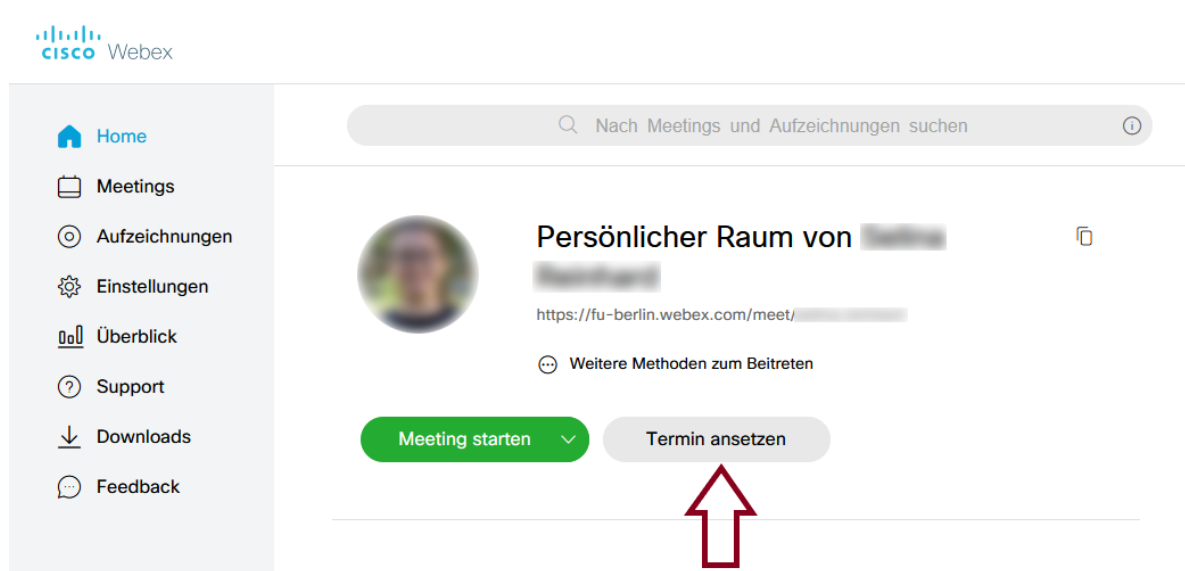 cisco Webex
Home
Meetings
Aufzeichnungen
Einstellungen
Überblick
Support
Downloads
Feedback
Nach Meetings und Aufzeichnungen suchen
Persönlicher Raum von
https://fu-berlin.webex.com/meet/
Weitere Methoden zum Beitreten
Meeting starten
Termin ansetzen